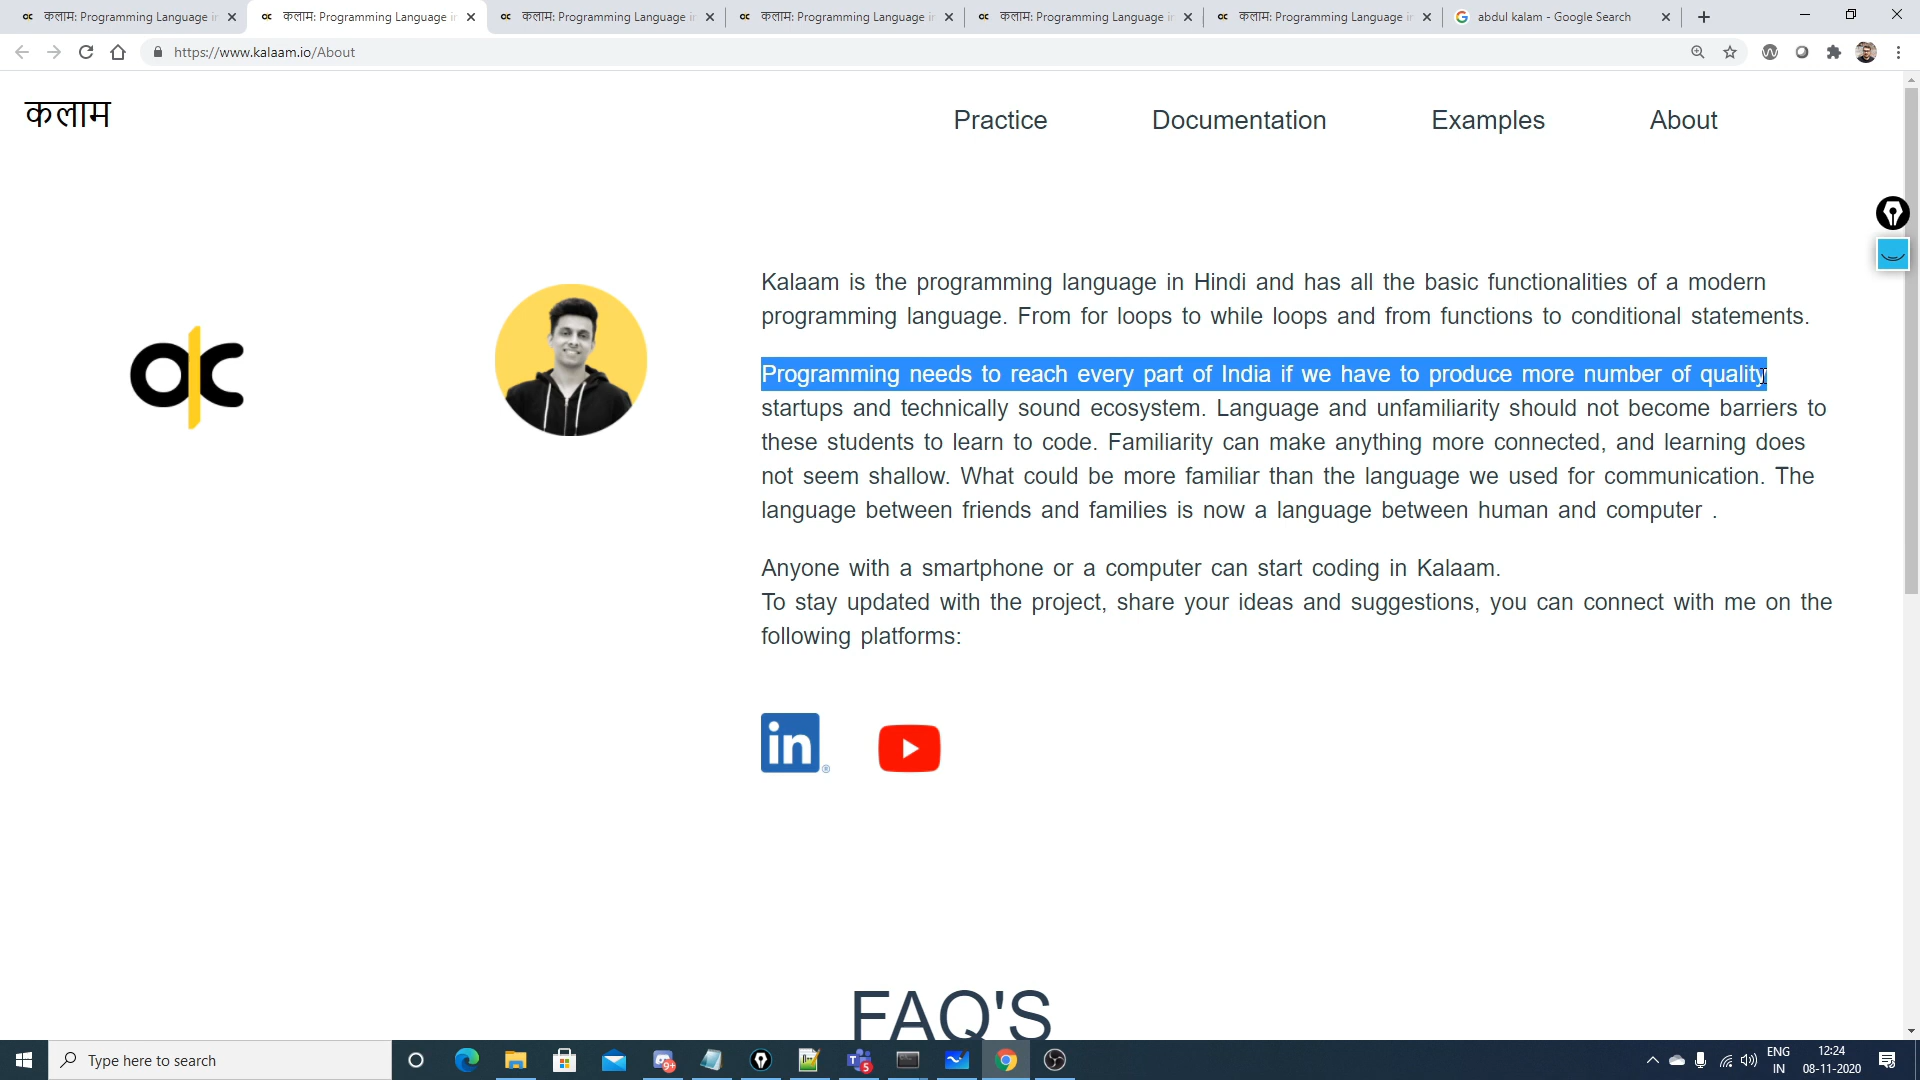 कलाम: Programming Language i
कलाम: Programming Language i
कलाम: Programming Language i
कलाम: Programming Language i
कलाम: Programming Language i
कलाम: Programming Language i
abdul kalam - Google Search
https://www.kalaam.io/About
कलाम
Practice
Documentation
Examples
About
Kalaam is the programming language in Hindi and has all the basic functionalities of a modern
programming language. From for loops to while loops and from functions to conditional statements.
Programming needs to reach every part of India if we have to produce more number of quality
startups and technically sound ecosystem. Language and unfamiliarity should not become barriers to
these students to learn to code. Familiarity can make anything more connected, and learning does
not seem shallow. What could be more familiar than the language we used for communication. The
language between friends and families is now a language between human and computer .
Anyone with a smartphone or a computer can start coding in Kalaam.
To stay updated with the project, share your ideas and suggestions, you can connect with me on the
following platforms:
in
FAQ'S
Type here to search
ENG
IN
12:24
08-11-2020